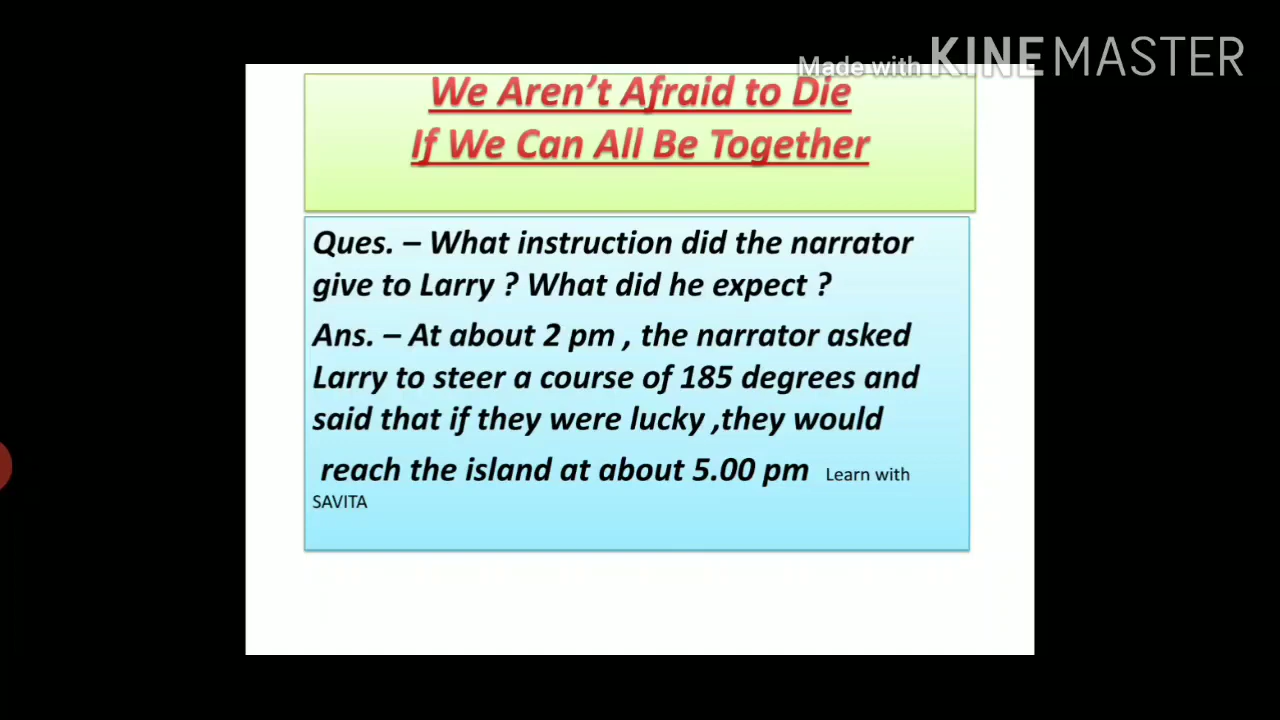 Made with KINEMASTER
We Aren't Afraid to Die
If We Can All Be Together
Ques. – What instruction did the narrator
give to Larry ? What did he expect ?
Ans. – At about 2 pm , the narrator asked
Larry to steer a course of 185 degrees and
said that if they were lucky ,they would
reach the island at about 5.00 pm Learn with
SAVITA